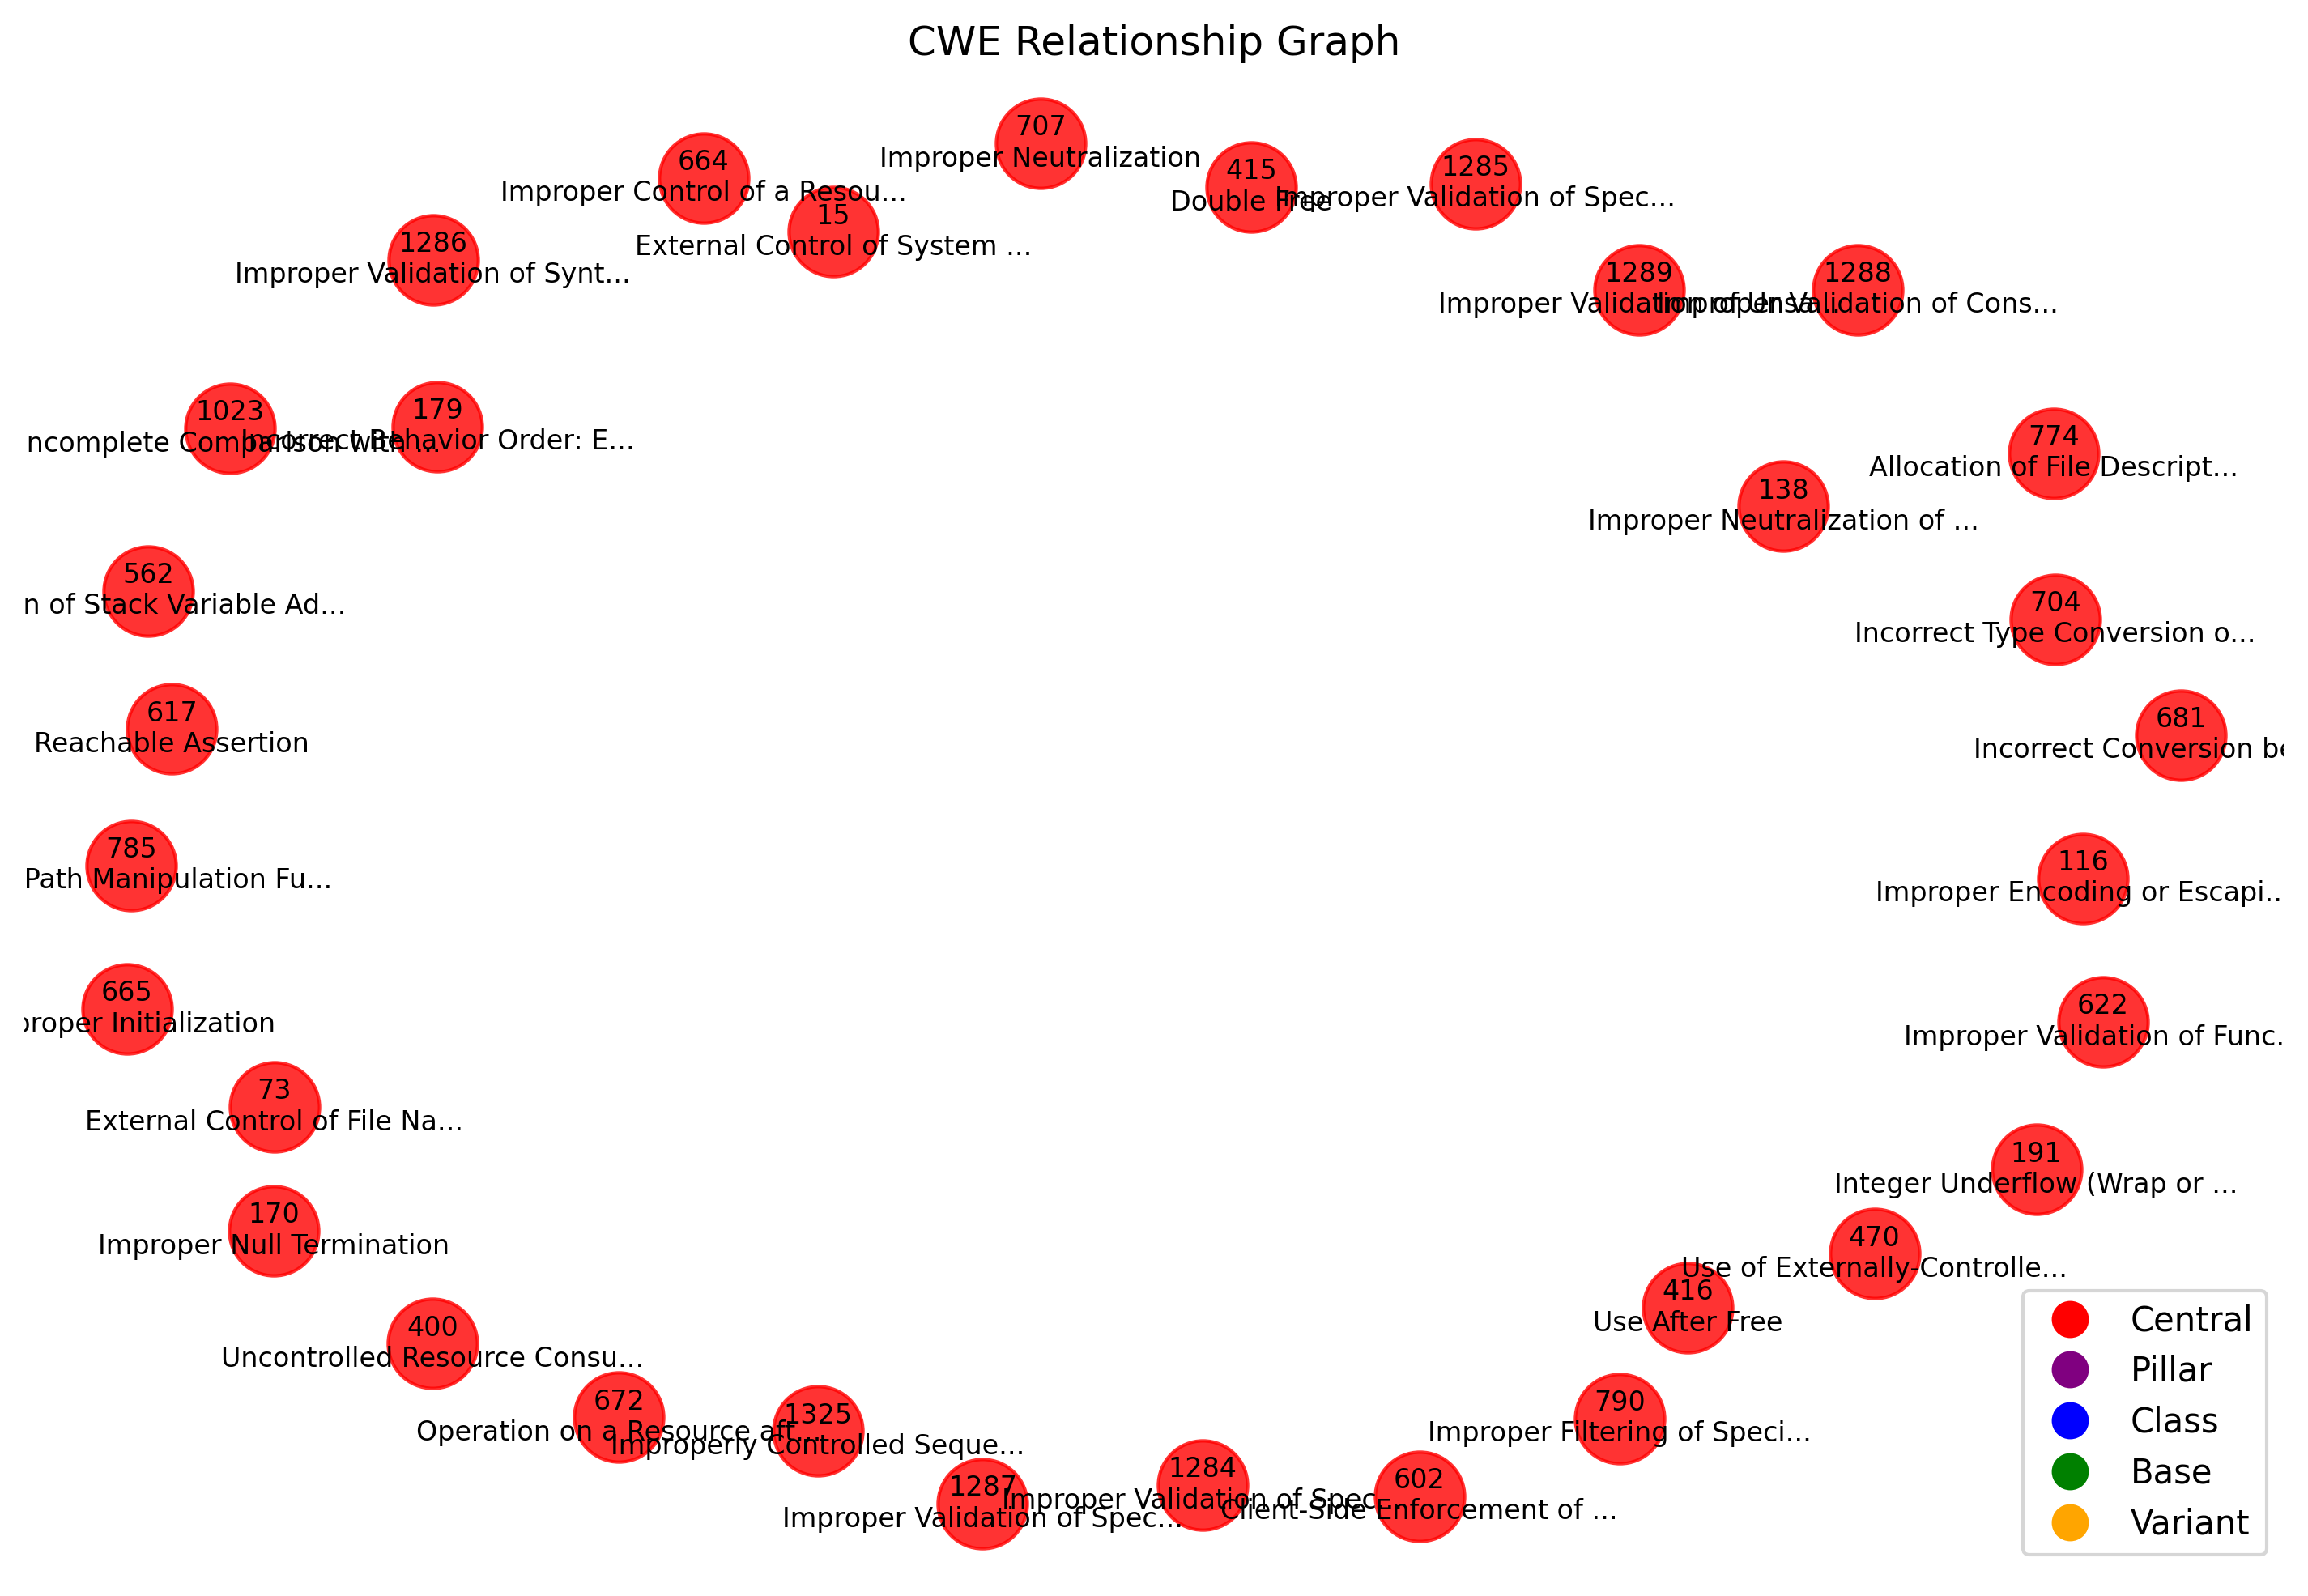 CWE Relationship Graph
707
Improper Neutralization
664
Improper Control of a Resou...
415
Double Free
1285
Improper Validation of Spec...
15
External Control of System ...
1286
Improper Validation of Synt...
1289
Improper Validation of Unsa...
1288
Improper Validation of Cons...
1023
ncomplete Comparison with ...
179
Incorrect Behavior Order: E...
774
Allocation of File Descript...
138
Improper Neutralization of ...
562
n of Stack Variable Ad...
704
Incorrect Type Conversion o...
617
Reachable Assertion
681
Incorrect Conversion be
785
Path Manipulation Fu...
116
Improper Encoding or Escapi...
665
proper Initialization
622
Improper Validation of Func.
73
External Control of File Na...
191
Integer Underflow (Wrap or ...
170
Improper Null Termination
470
Use of Externally-Controlle...
416
Use After Free
400
Uncontrolled Resource Consu...
672
Operation on a Resource aft...
1325
Improperly Controlled Seque...
790
Improper Filtering of Speci...
1287
Improper Validation of Spec...
1284
Improper Validation of Spec...
602
Client-Side Enforcement of ...
Central
Pillar
Class
Base
Variant